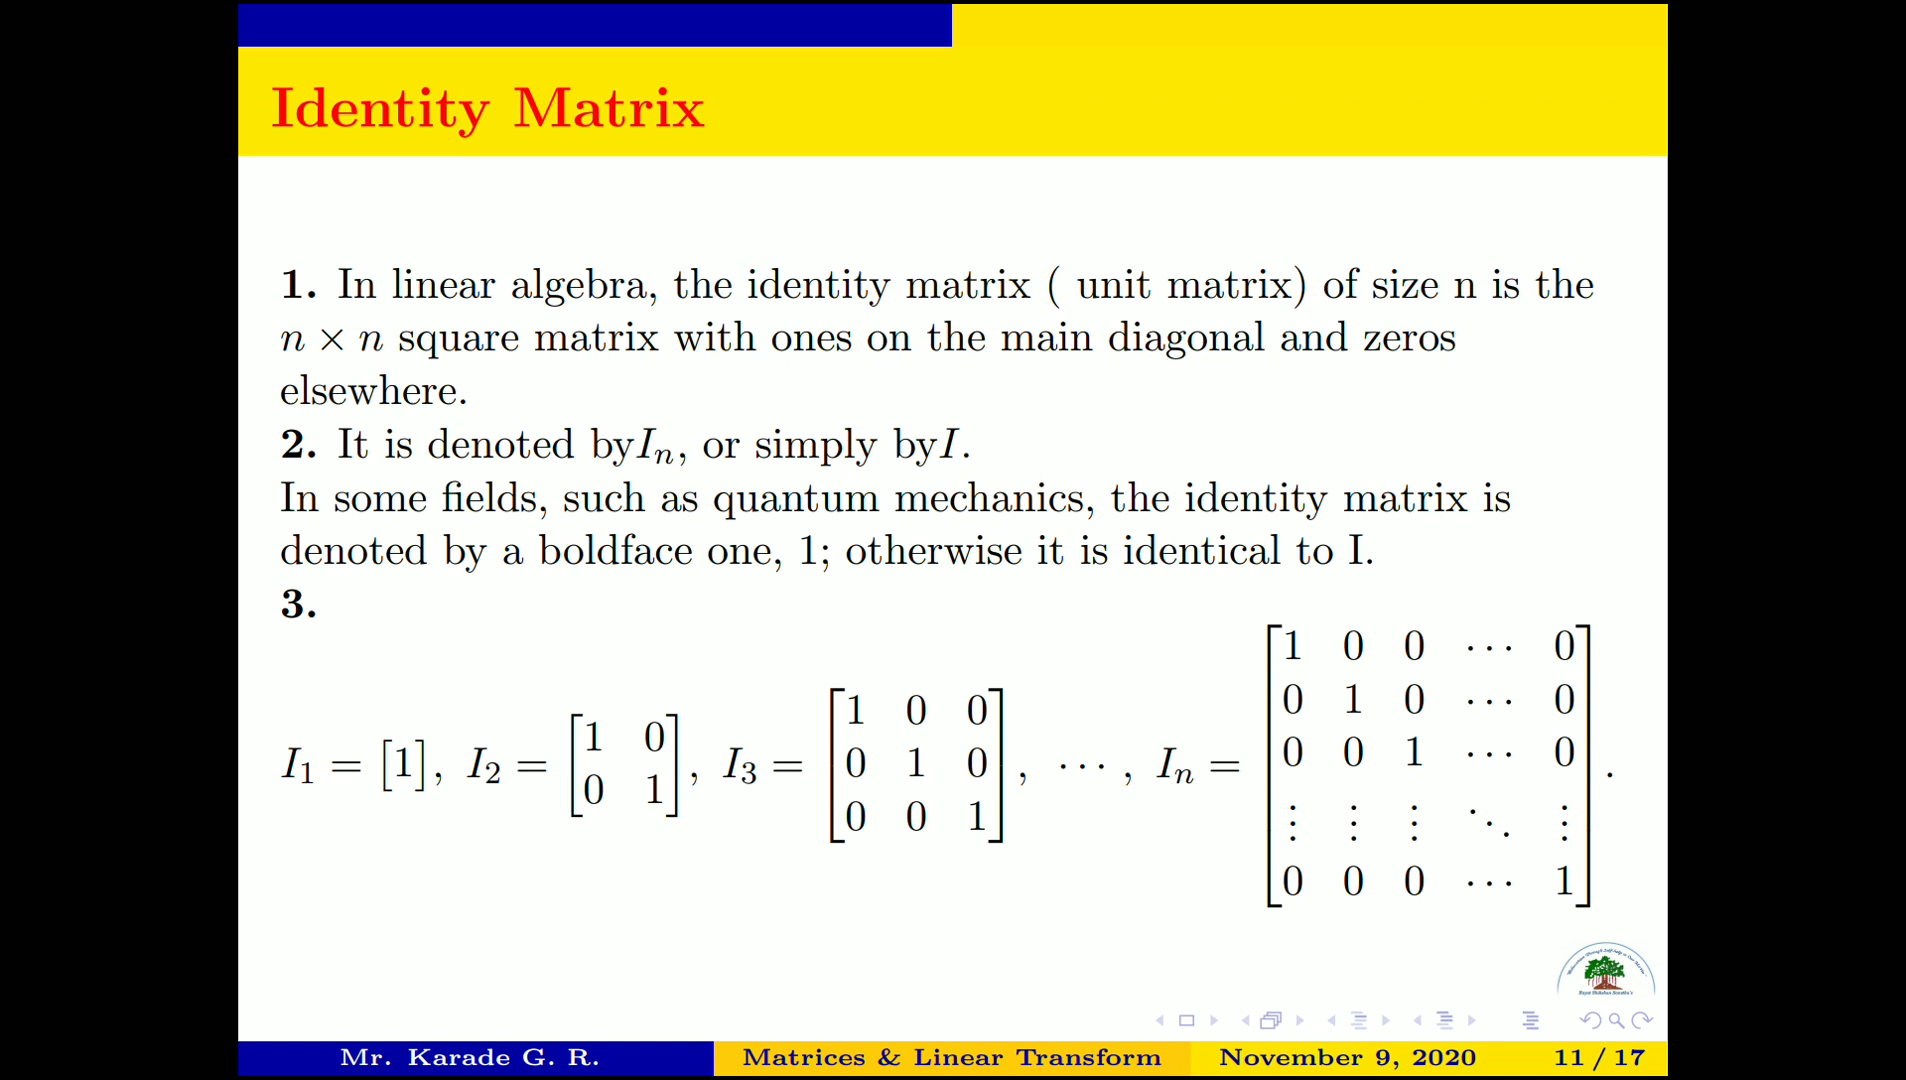 Identity Matrix
1. In linear algebra, the identity matrix ( unit matrix) of size n is the
n × n square matrix with ones on the main diagonal and zeros
elsewhere.
2. It is denoted byIₙ, or simply byI.
In some fields, such as quantum mechanics, the identity matrix is
denoted by a boldface one, 1; otherwise it is identical to I.
3.
I₁ = [1], I₂ = [1 0; 0 1], I₃ = [1 0 0; 0 1 0; 0 0 1], ⋯ , Iₙ = [1 0 0 ⋯ 0; 0 1 0 ⋯ 0; 0 0 1 ⋯ 0; ⋮ ⋮ ⋮ ⋱ ⋮; 0 0 0 ⋯ 1].
Mr. Karade G. R. Matrices & Linear Transform November 9, 2020 11 / 17